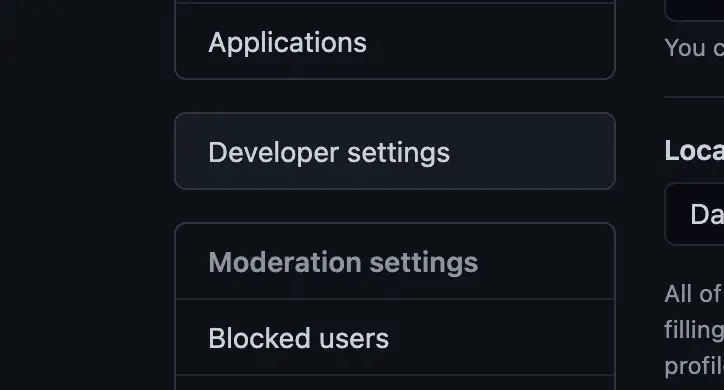 Applications
Developer settings
Moderation settings
Blocked users
You c
Loca
Da
All of
filling
profil